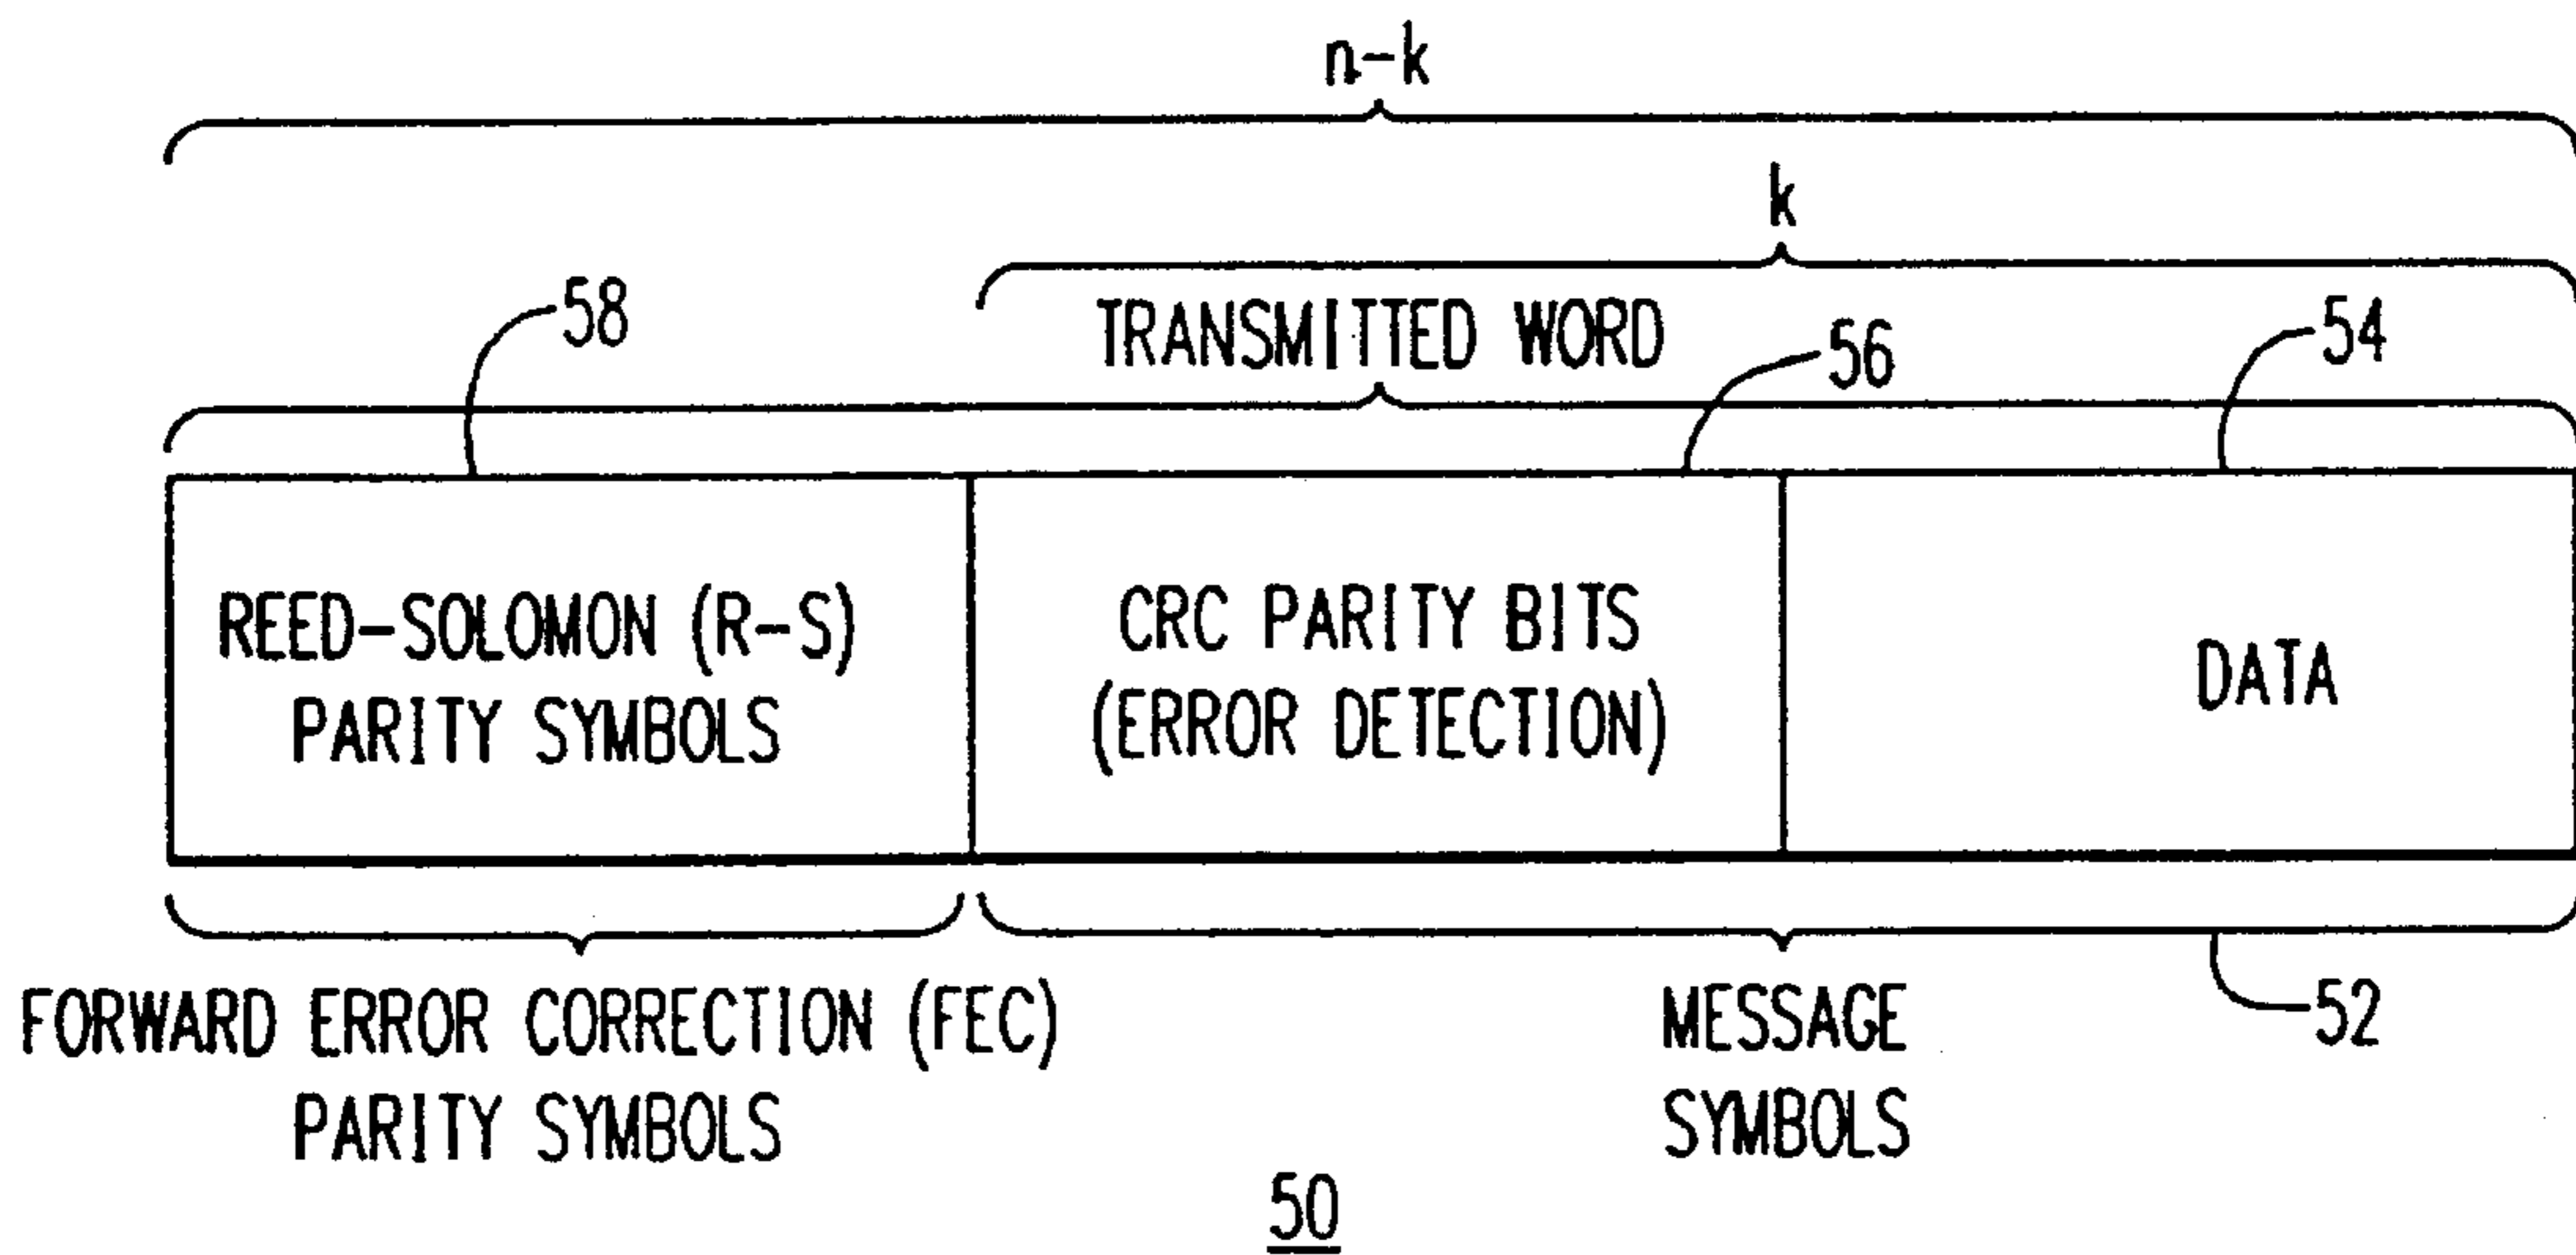 n-k
k
58
TRANSMITTED WORD
56
54
REED-SOLOMON (R-S)
PARITY SYMBOLS
CRC PARITY BITS
(ERROR DETECTION)
DATA
FORWARD ERROR CORRECTION (FEC)
PARITY SYMBOLS
MESSAGE
SYMBOLS
52
50